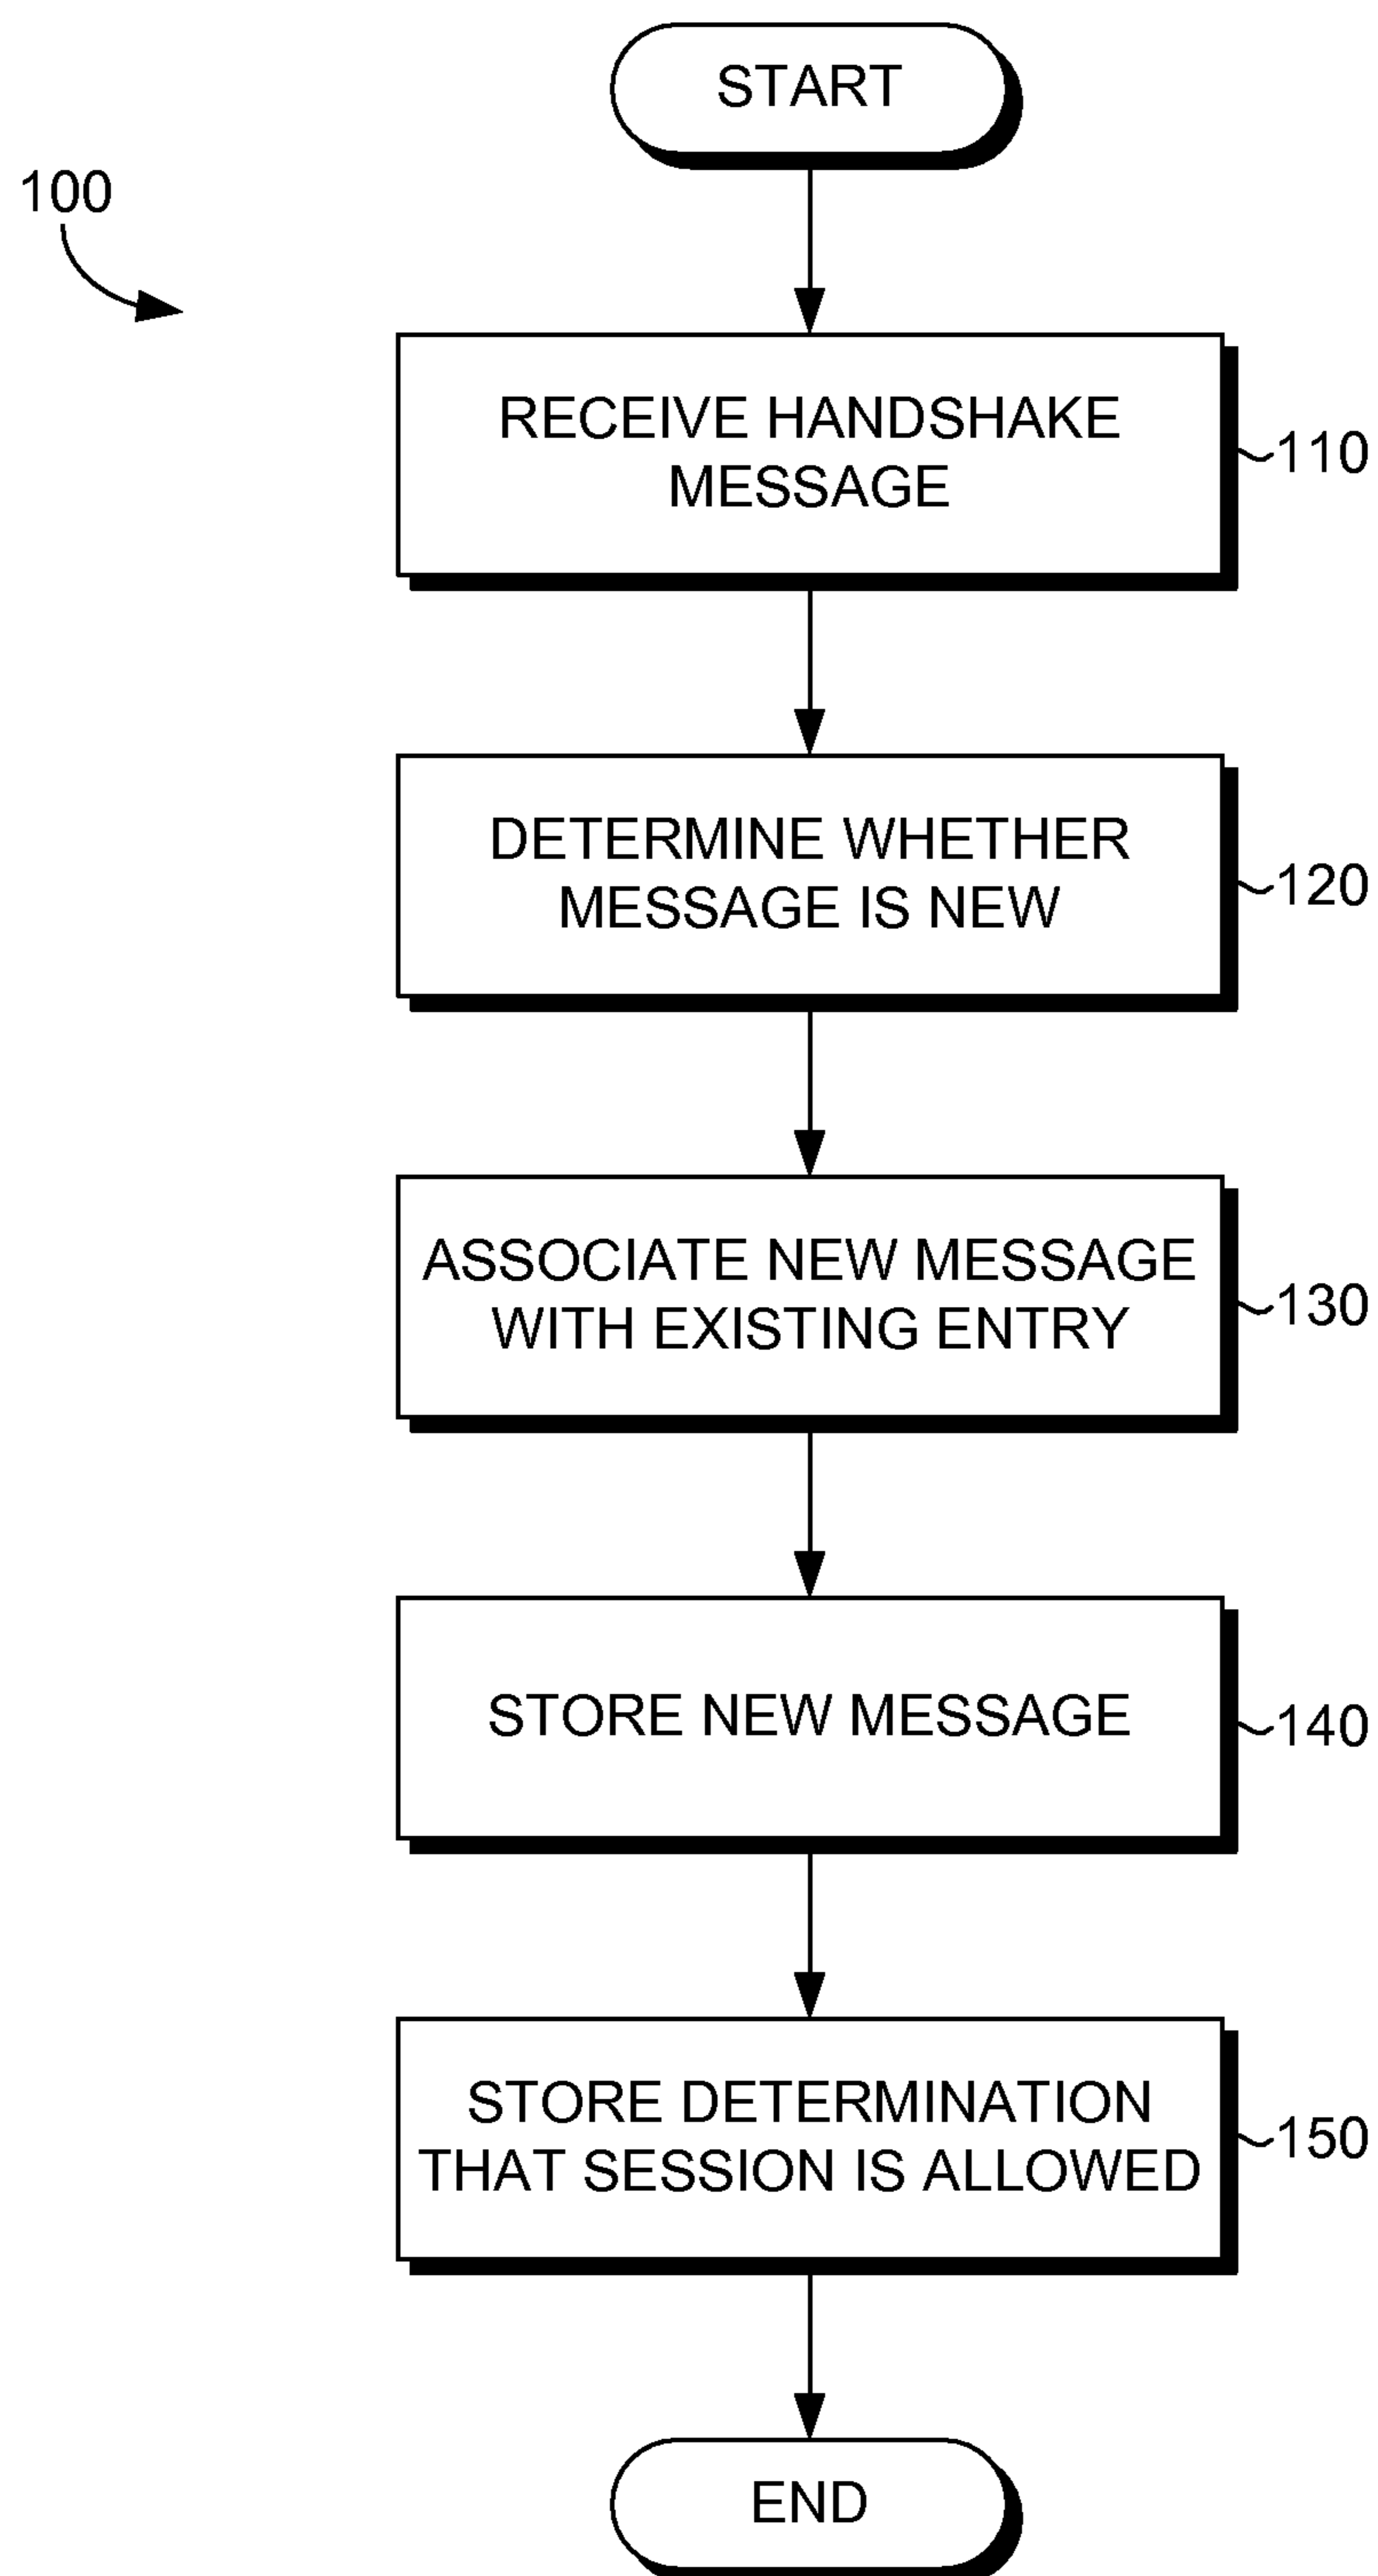 START
100
RECEIVE HANDSHAKE
MESSAGE
110
DETERMINE WHETHER
MESSAGE IS NEW
120
ASSOCIATE NEW MESSAGE
WITH EXISTING ENTRY
130
STORE NEW MESSAGE
140
STORE DETERMINATION
THAT SESSION IS ALLOWED
150
END